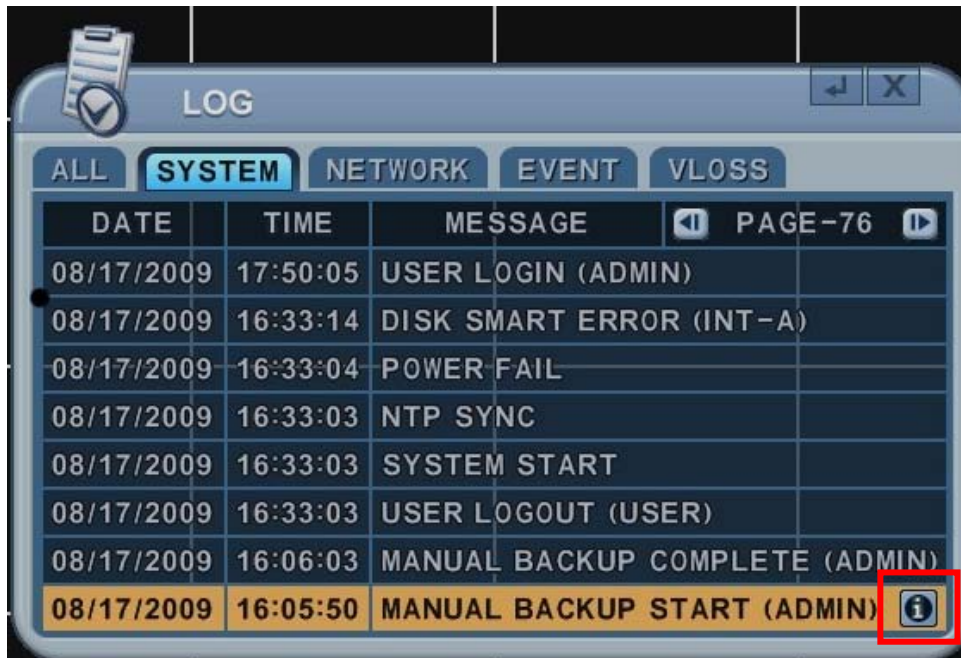 LOG
X
ALL SYSTEM NETWORK EVENT VLOSS
DATE TIME MESSAGE PAGE-76
08/17/2009 17:50:05 USER LOGIN (ADMIN)
08/17/2009 16:33:14 DISK SMART ERROR (INT-A)
08/17/2009 16:33:04 POWER FAIL
08/17/2009 16:33:03 NTP SYNC
08/17/2009 16:33:03 SYSTEM START
08/17/2009 16:33:03 USER LOGOUT (USER)
08/17/2009 16:06:03 MANUAL BACKUP COMPLETE (ADMIN)
08/17/2009 16:05:50 MANUAL BACKUP START (ADMIN) i